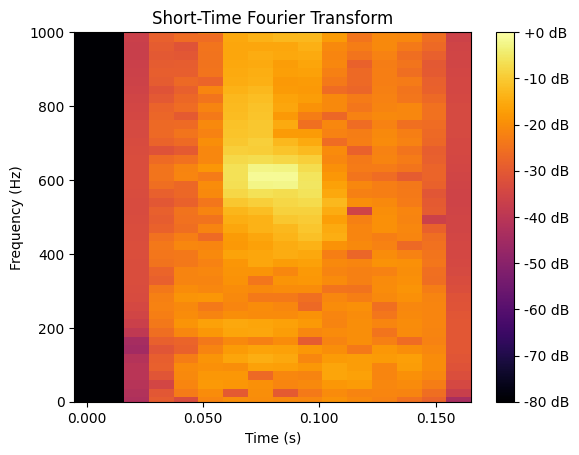 Short-Time Fourier Transform
Frequency (Hz)
1000
800
600
400
200
0
0.000
0.050
0.100
0.150
Time (s)
+0 dB
-10 dB
-20 dB
-30 dB
-40 dB
-50 dB
-60 dB
-70 dB
-80 dB